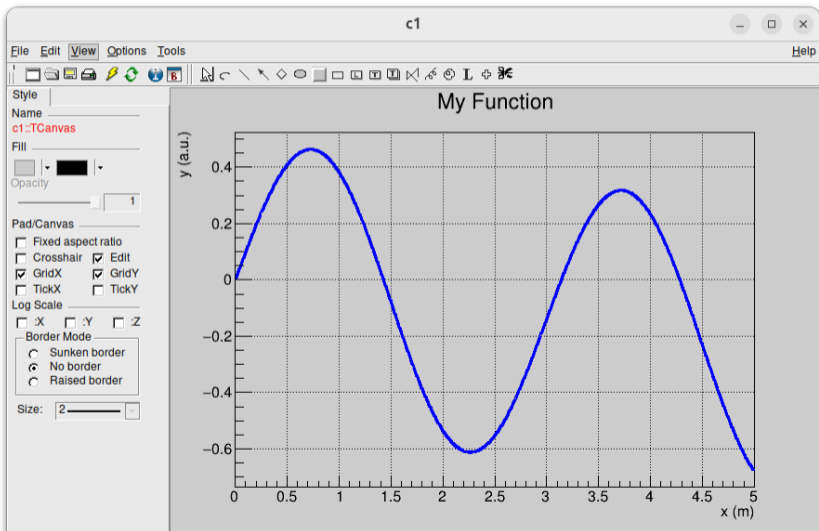 c1
File Edit View Options Tools Help
B L T T L
Style
Name
c1::TCanvas
Fill
Opacity
1
Pad/Canvas
Fixed aspect ratio
Crosshair Edit
GridX GridY
TickX TickY
Log Scale
:X :Y :Z
Border Mode
Sunken border
No border
Raised border
Size: 2
My Function
y (a.u.)
0.4
0.2
0
−0.2
−0.4
−0.6
0 0.5 1 1.5 2 2.5 3 3.5 4 4.5 5
x (m)